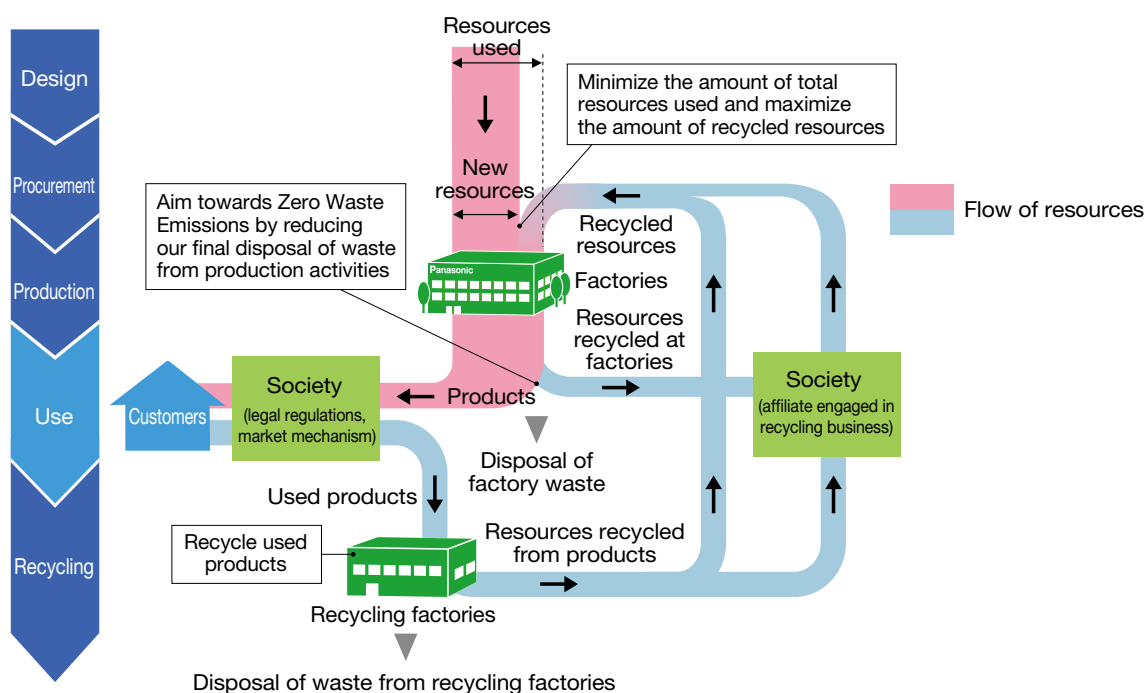 Resources
used
Design
Minimize the amount of total
resources used and maximize
the amount of recycled resources
Procurement
New
resources
Aim towards Zero Waste
Emissions by reducing
our final disposal of waste
from production activities
Flow of resources
Recycled
resources
Panasonic
Factories
Production
Resources
recycled at
factories
Use
Customers
Society
(legal regulations,
market mechanism)
Products
Society
(affiliate engaged in
recycling business)
Disposal of
factory waste
Used products
Recycling
Recycle used
products
Resources recycled
from products
Recycling factories
Disposal of waste from recycling factories